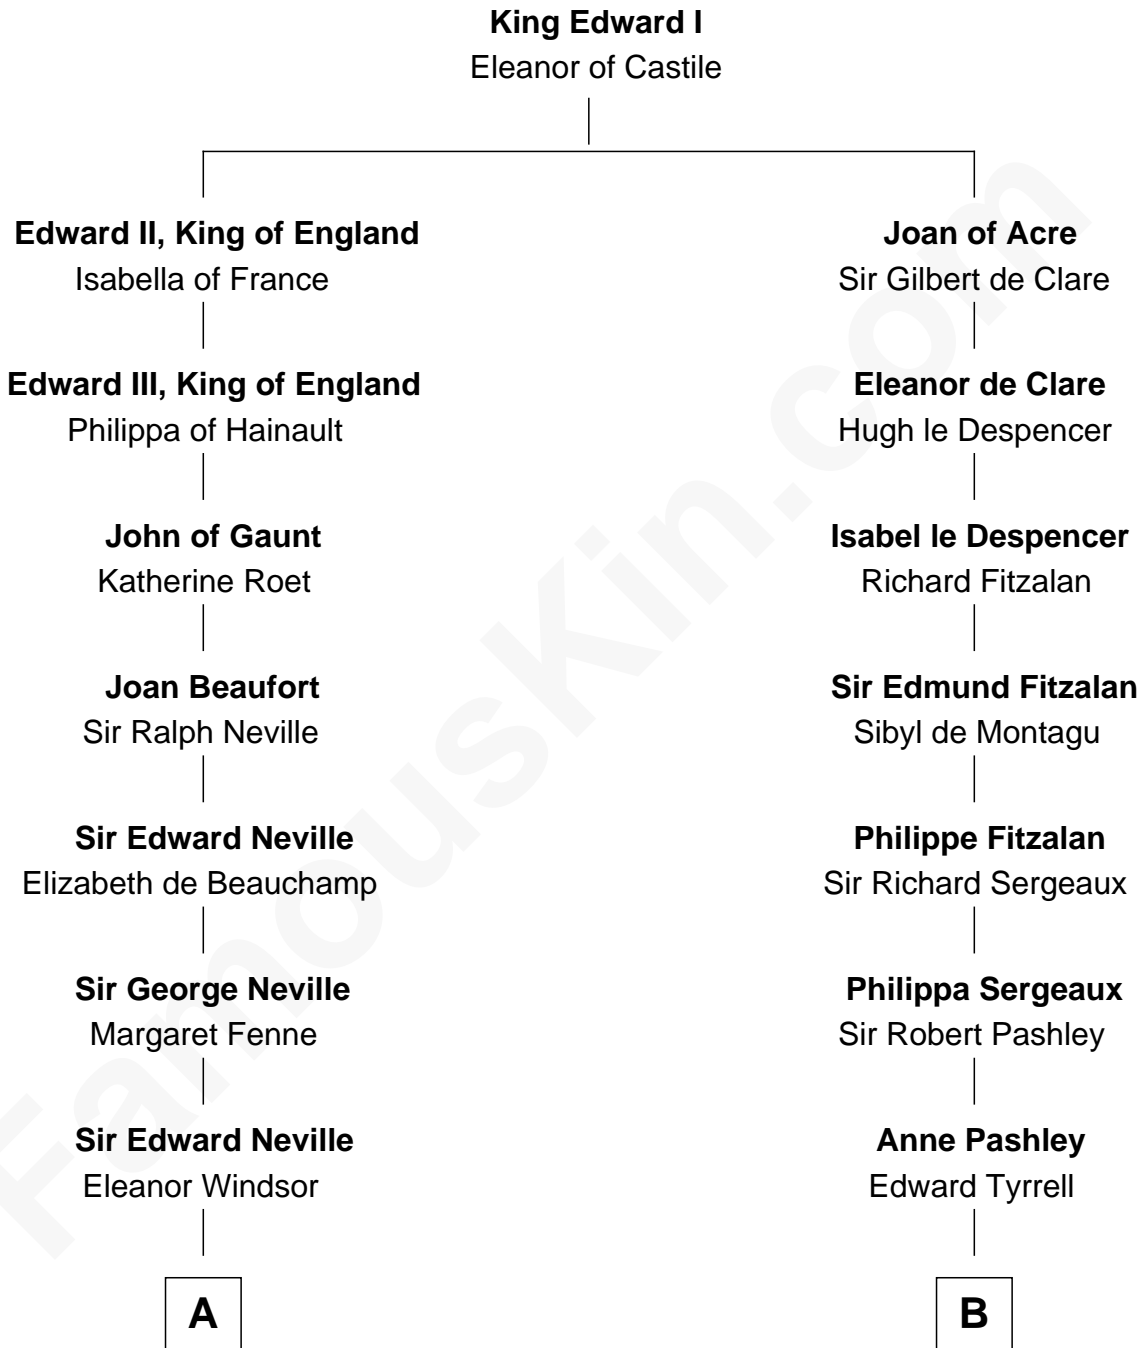 King Edward I
Eleanor of Castile
Edward II, King of England
Isabella of France
Joan of Acre
Sir Gilbert de Clare
Edward III, King of England
Philippa of Hainault
Eleanor de Clare
Hugh le Despencer
John of Gaunt
Katherine Roet
Isabel le Despencer
Richard Fitzalan
Joan Beaufort
Sir Ralph Neville
Sir Edmund Fitzalan
Sibyl de Montagu
Sir Edward Neville
Elizabeth de Beauchamp
Philippe Fitzalan
Sir Richard Sergeaux
Sir George Neville
Margaret Fenne
Philippa Sergeaux
Sir Robert Pashley
Sir Edward Neville
Eleanor Windsor
Anne Pashley
Edward Tyrrell
A
B
FamousKin.com